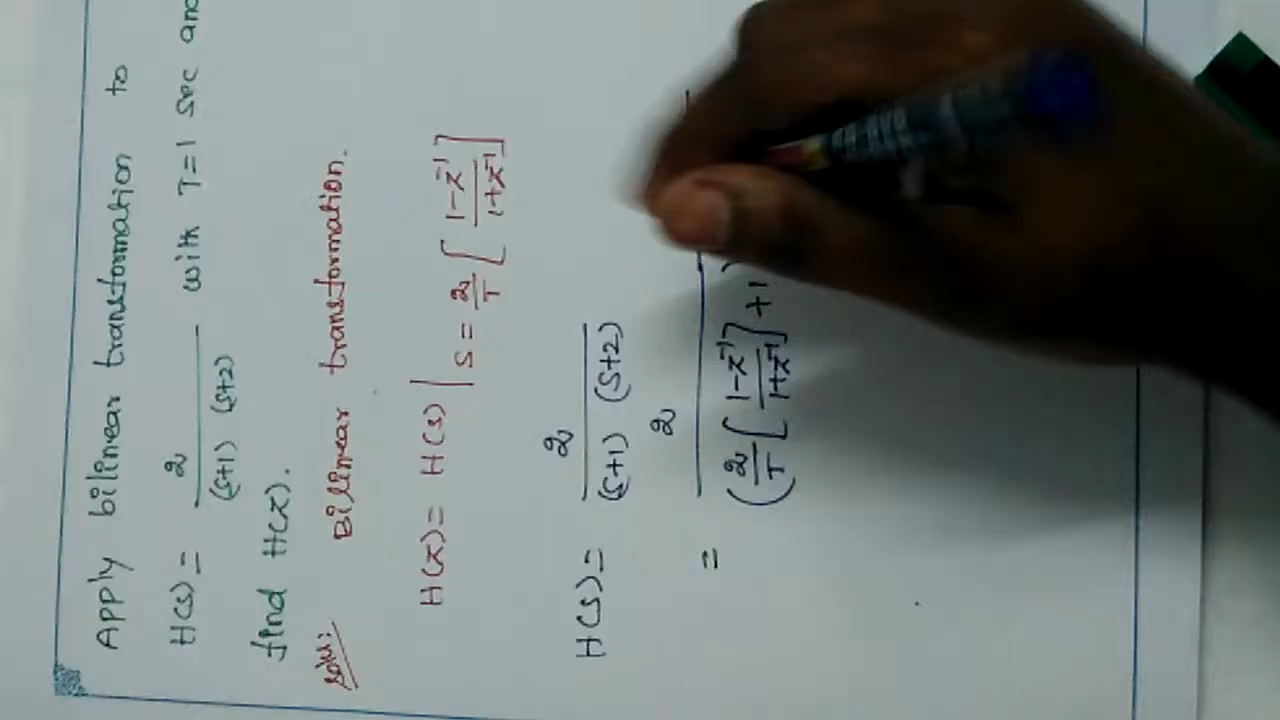 Apply bilinear transformation to
H(s) = 2 / (s+1) (s+2) with T=1 sec and
find H(z).
Soln: Bilinear transformation.
H(z) = H(s) | s = 2/T [ 1-z⁻¹ / 1+z⁻¹ ]
H(s) = 2 / (s+1) (s+2)
= 2 / ( 2/T [ 1-z⁻¹ / 1+z⁻¹ ] +1 )